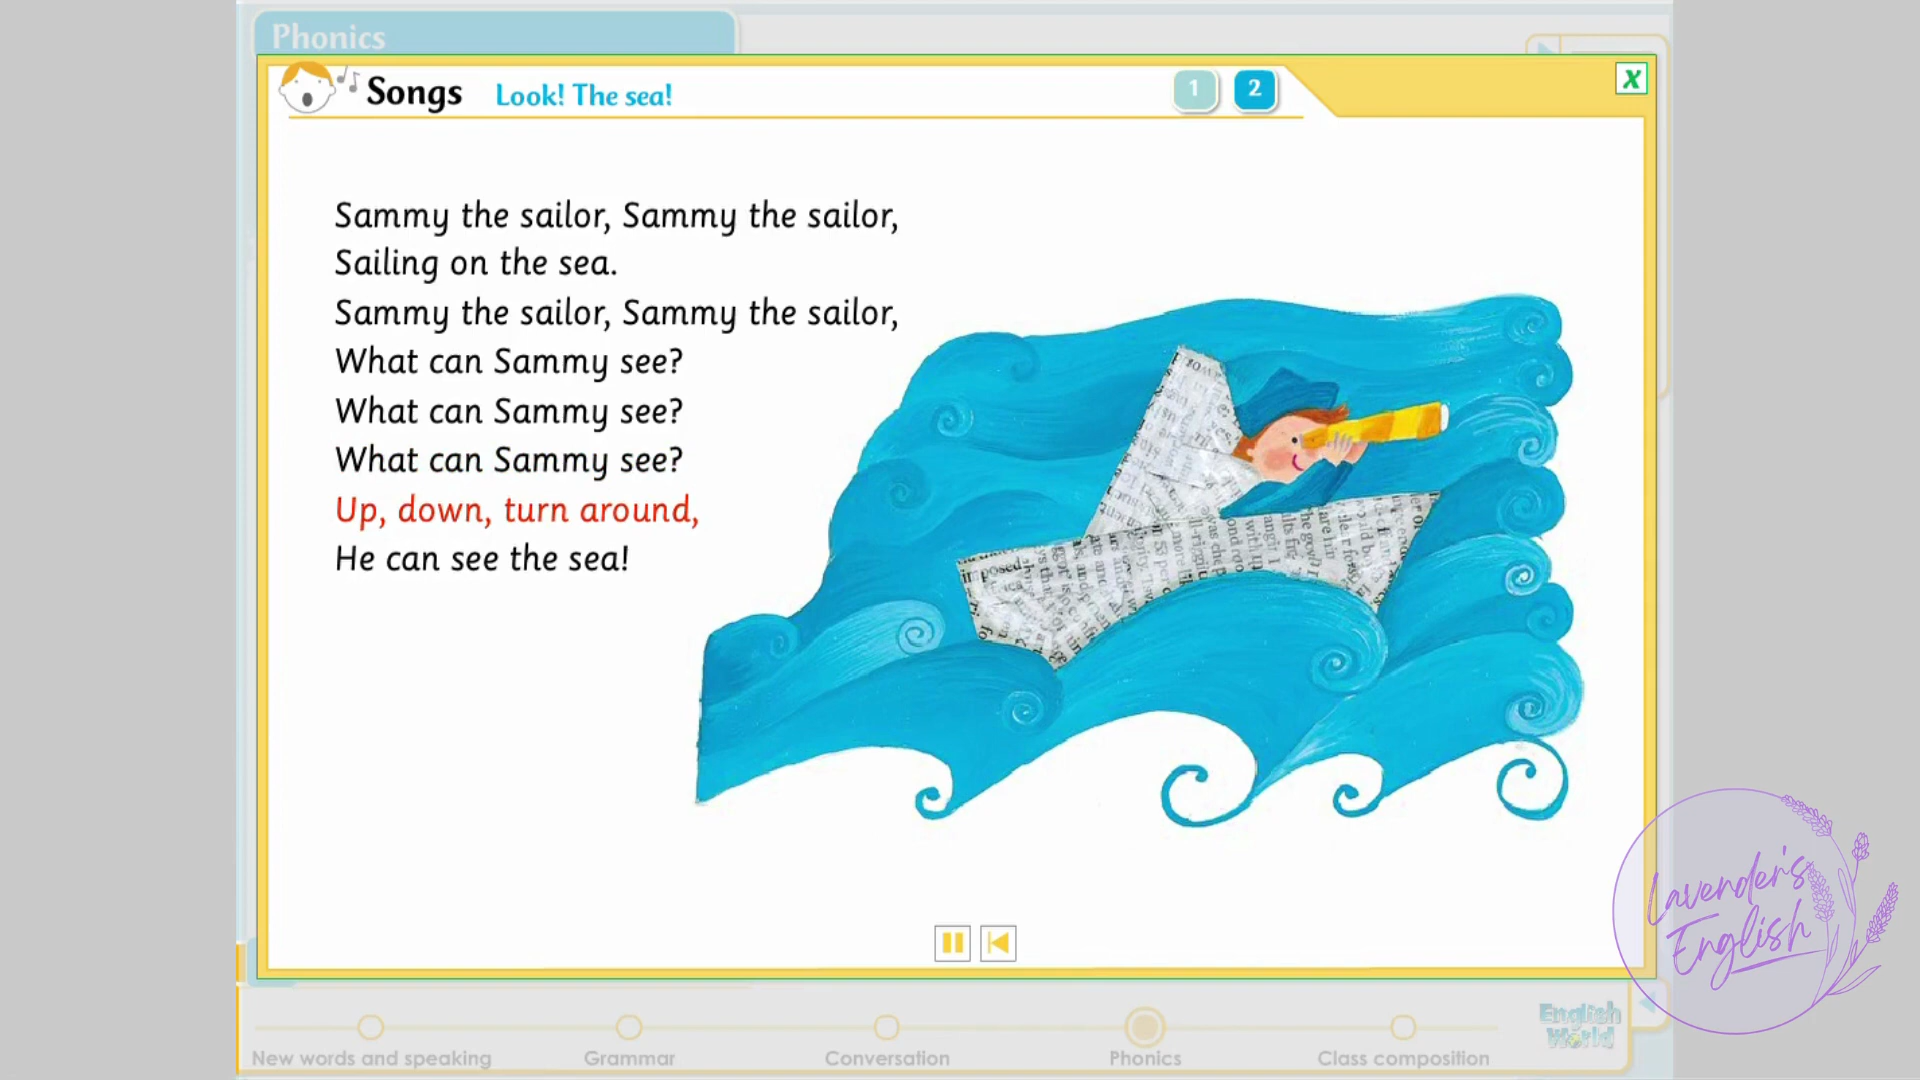 Phonics
Songs
Look! The sea!
1
2
X
Sammy the sailor, Sammy the sailor,
Sailing on the sea.
Sammy the sailor, Sammy the sailor,
What can Sammy see?
What can Sammy see?
What can Sammy see?
Up, down, turn around,
He can see the sea!
imposed
Lavender's
English
English
World
New words and speaking
Grammar
Conversation
Phonics
Class composition